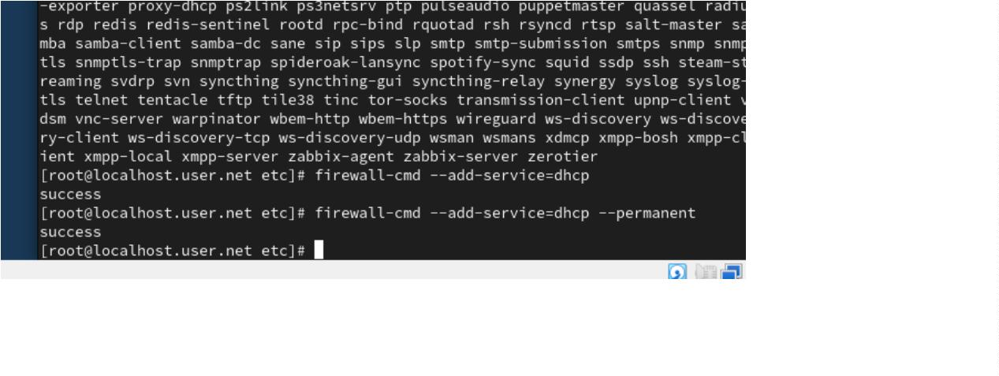 -exporter proxy-dhcp ps2link ps3netsrv ptp pulseaudio puppetmaster quassel radiu
s rdp redis redis-sentinel rootd rpc-bind rquotad rsh rsyncd rtsp salt-master sa
mba samba-client samba-dc sane sip sips slp smtp smtp-submission smtps snmp snmp
tls snmptls-trap snmptrap spideroak-lansync spotify-sync squid ssdp ssh steam-st
reaming svdrp svn syncthing syncthing-gui syncthing-relay synergy syslog syslog-
tls telnet tentacle tftp tile38 tinc tor-socks transmission-client upnp-client v
dsm vnc-server warpinator wbem-http wbem-https wireguard ws-discovery ws-discove
ry-client ws-discovery-tcp ws-discovery-udp wsman wsmans xdmcp xmpp-bosh xmpp-cl
ient xmpp-local xmpp-server zabbix-agent zabbix-server zerotier
[root@localhost.user.net etc]# firewall-cmd --add-service=dhcp
success
[root@localhost.user.net etc]# firewall-cmd --add-service=dhcp --permanent
success
[root@localhost.user.net etc]#